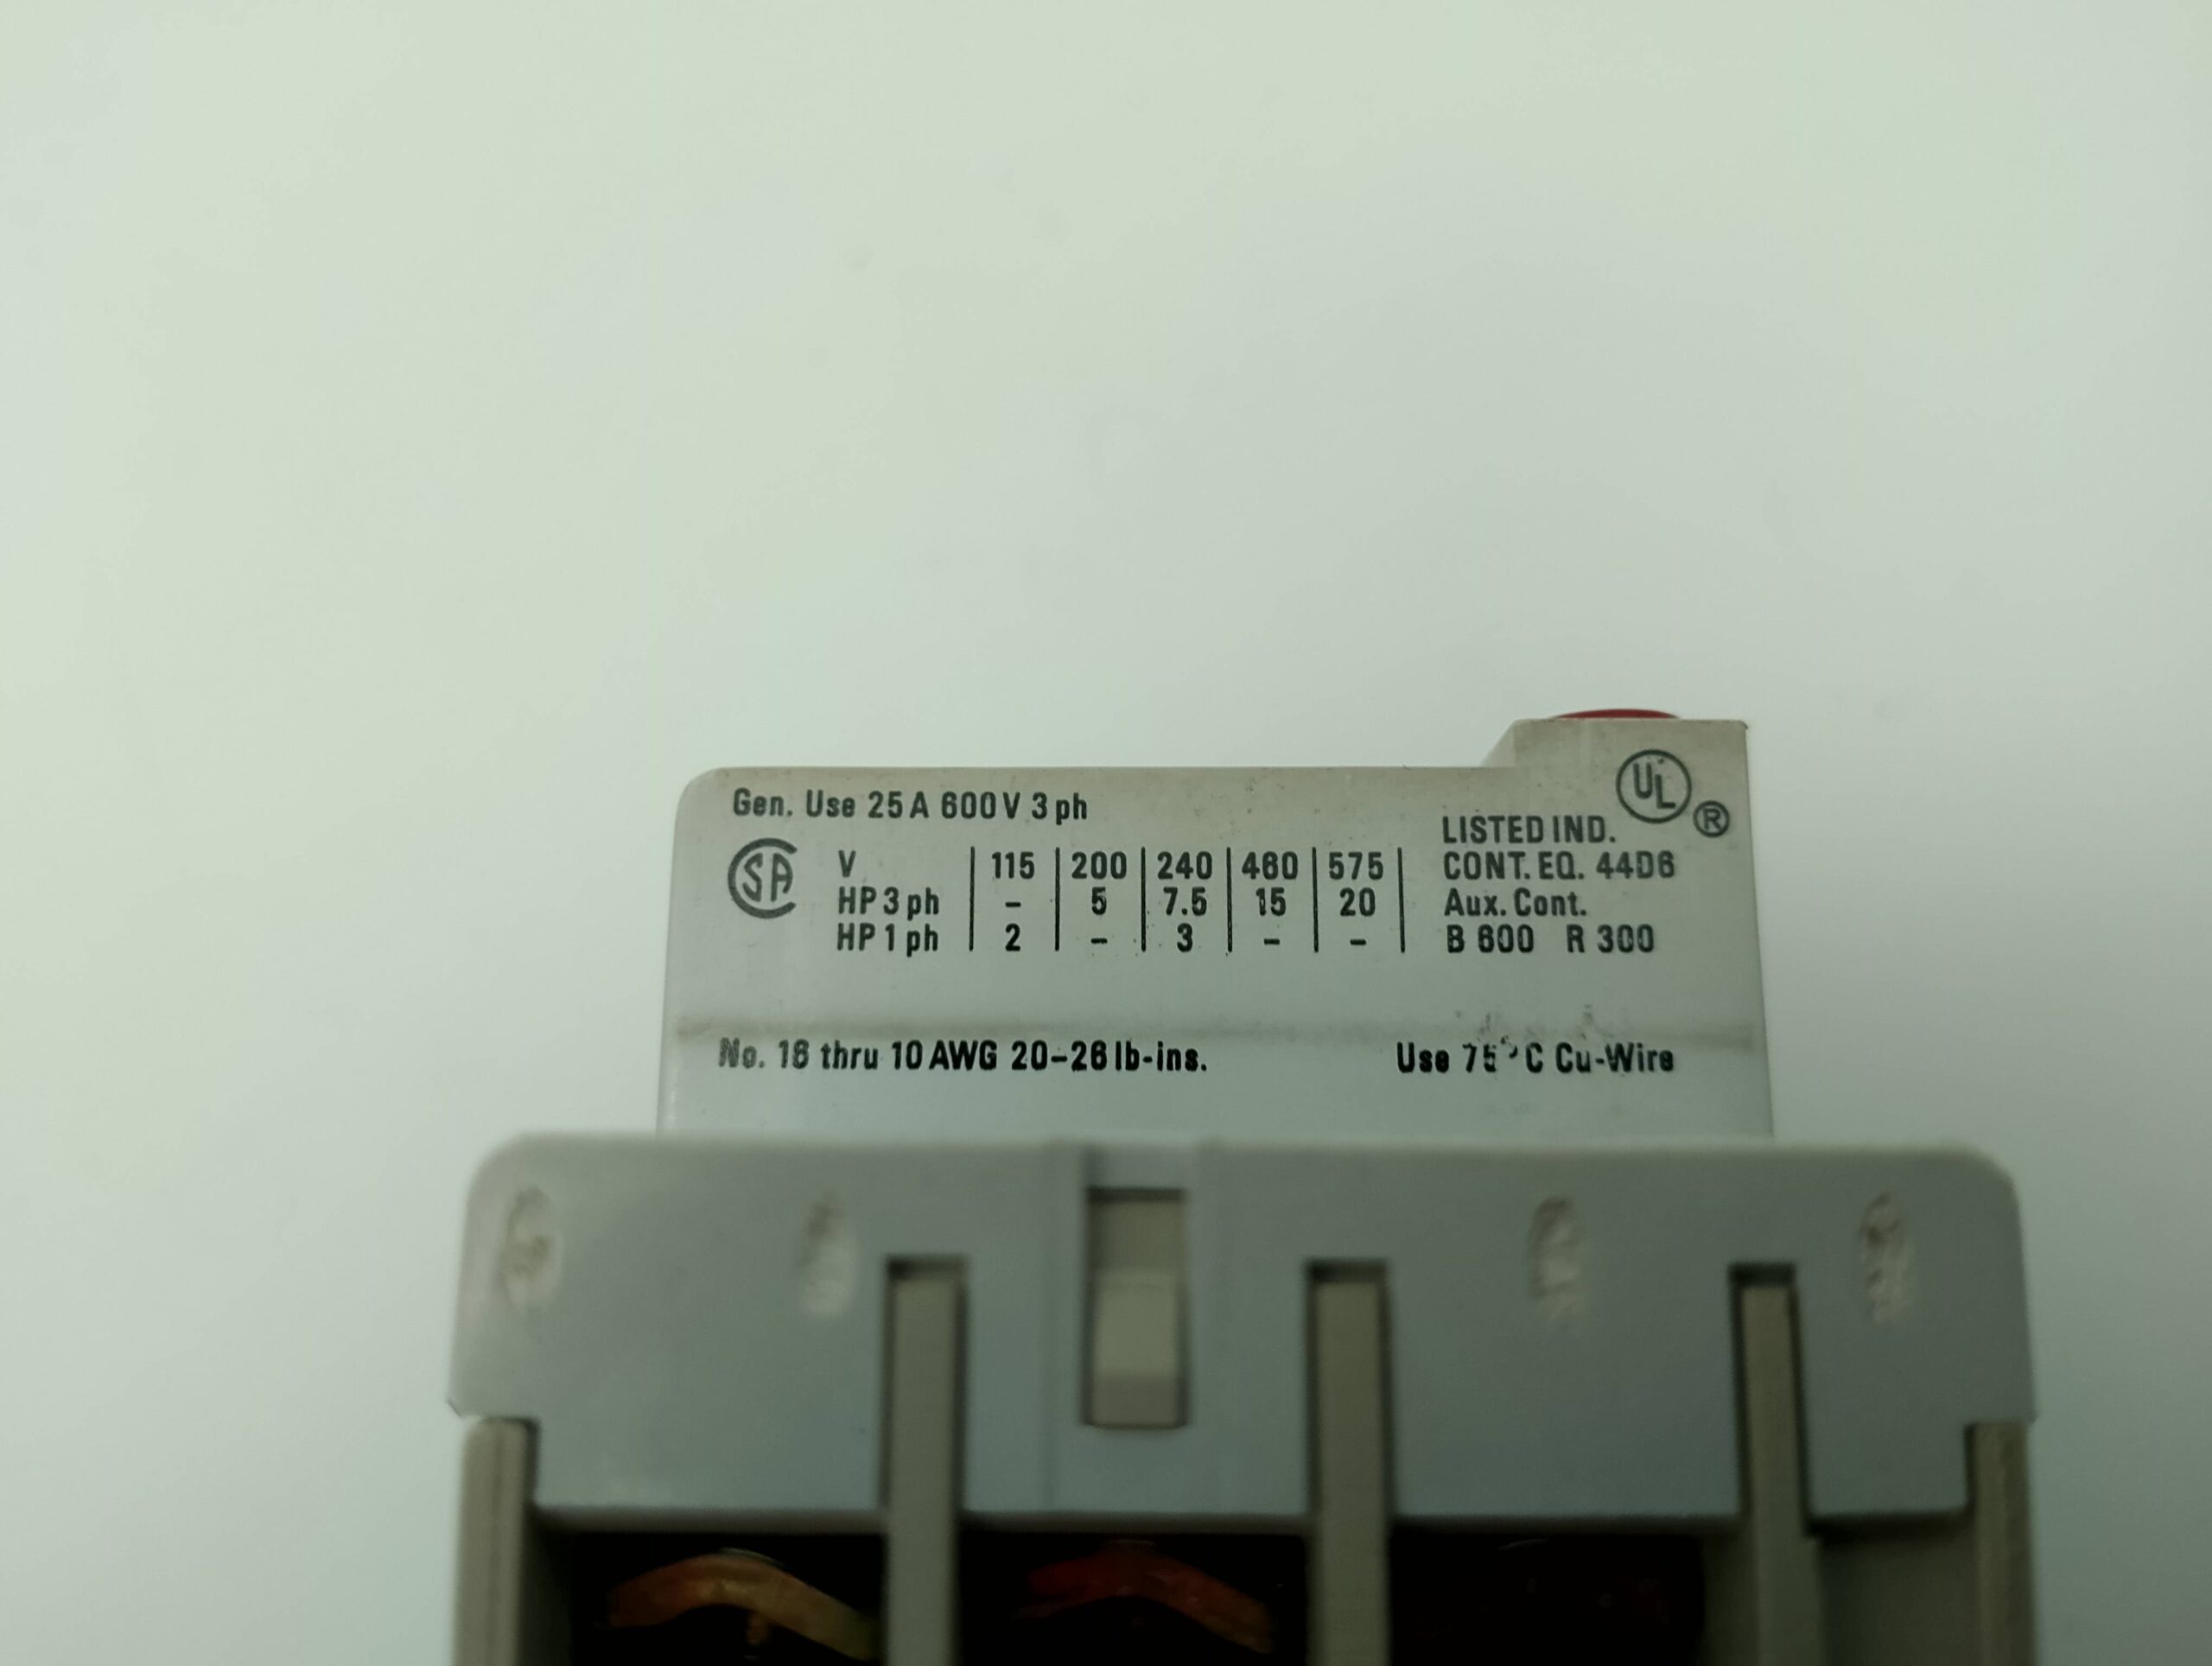 Gen. Use 25 A 600 V 3 ph
UL ®
LISTED IND.
SA V 115 200 240 460 575
CONT. EQ. 44D6
HP 3 ph - 5 7.5 15 20
Aux. Cont.
HP 1 ph 2 - 3 - -
B 600 R 300
No. 18 thru 10 AWG 20-26 lb-ins.
Use 75°C Cu-Wire